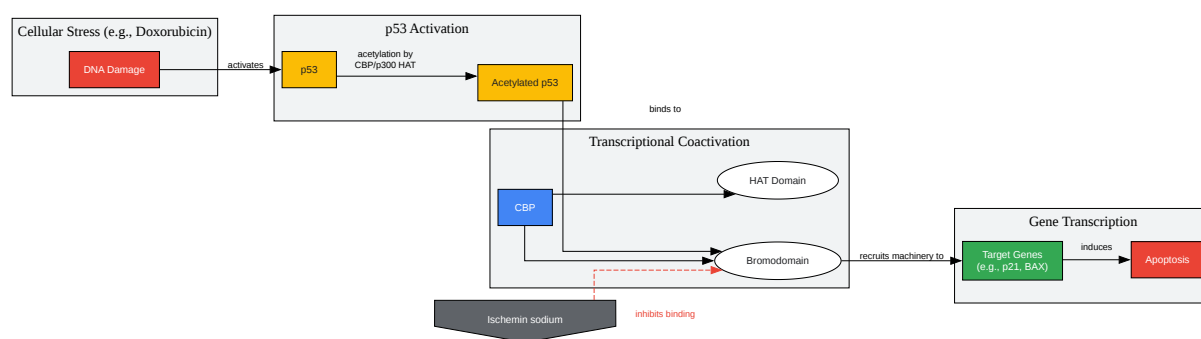 Cellular Stress (e.g., Doxorubicin)
DNA Damage
activates
p53 Activation
p53
acetylation by
CBP/p300 HAT
Acetylated p53
binds to
Transcriptional Coactivation
HAT Domain
CBP
Bromodomain
recruits machinery to
Gene Transcription
Target Genes
(e.g., p21, BAX)
induces
Apoptosis
Ischemin sodium
inhibits binding